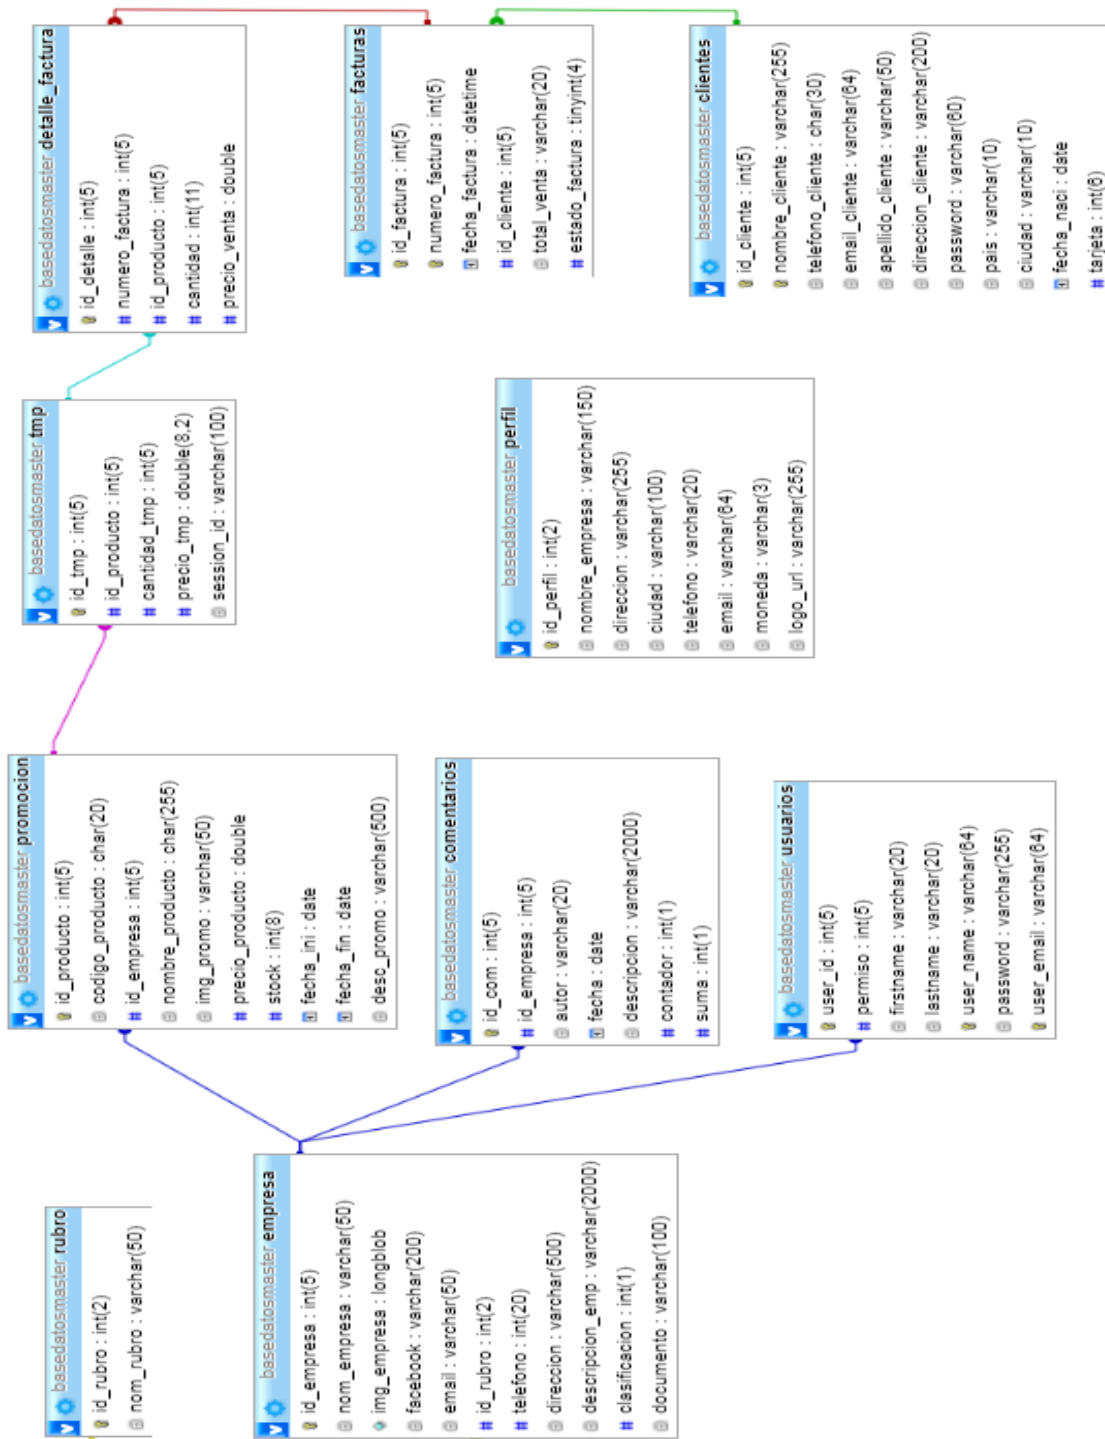 basedatosmaster rubro
id_rubro : int(2)
nom_rubro : varchar(50)
basedatosmaster empresa
id_empresa : int(5)
nom_empresa : varchar(50)
img_empresa : longblob
facebook : varchar(200)
email : varchar(50)
id_rubro : int(2)
telefono : int(20)
direccion : varchar(500)
descripcion_emp : varchar(2000)
clasificacion : int(1)
documento : varchar(100)
basedatosmaster promocion
id_producto : int(5)
codigo_producto : char(20)
id_empresa : int(5)
nombre_producto : char(255)
img_promo : varchar(50)
precio_producto : double
stock : int(8)
fecha_ini : date
fecha_fin : date
desc_promo : varchar(500)
basedatosmaster comentarios
id_com : int(5)
id_empresa : int(5)
autor : varchar(20)
fecha : date
descripcion : varchar(2000)
contador : int(1)
suma : int(1)
basedatosmaster usuarios
user_id : int(5)
permiso : int(5)
firstname : varchar(20)
lastname : varchar(20)
user_name : varchar(64)
password : varchar(255)
user_email : varchar(64)
basedatosmaster tmp
id_tmp : int(5)
id_producto : int(5)
cantidad_tmp : int(5)
precio_tmp : double(8,2)
session_id : varchar(100)
basedatosmaster perfil
id_perfil : int(2)
nombre_empresa : varchar(150)
direccion : varchar(255)
ciudad : varchar(100)
telefono : varchar(20)
email : varchar(64)
moneda : varchar(3)
logo_url : varchar(255)
basedatosmaster detalle_factura
id_detalle : int(5)
numero_factura : int(5)
id_producto : int(5)
cantidad : int(11)
precio_venta : double
basedatosmaster facturas
id_factura : int(5)
numero_factura : int(5)
fecha_factura : datetime
id_cliente : int(5)
total_venta : varchar(20)
estado_factura : tinyint(4)
basedatosmaster clientes
id_cliente : int(5)
nombre_cliente : varchar(255)
telefono_cliente : char(30)
email_cliente : varchar(64)
apellido_cliente : varchar(50)
direccion_cliente : varchar(200)
password : varchar(60)
pais : varchar(10)
ciudad : varchar(10)
fecha_naci : date
tarjeta : int(6)